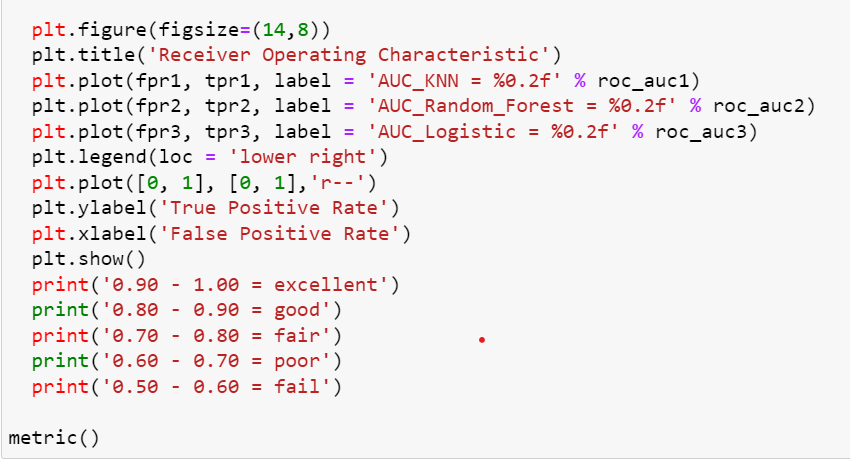 plt.figure(figsize=(14,8))
plt.title('Receiver Operating Characteristic')
plt.plot(fpr1, tpr1, label = 'AUC_KNN = %0.2f' % roc_auc1)
plt.plot(fpr2, tpr2, label = 'AUC_Random_Forest = %0.2f' % roc_auc2)
plt.plot(fpr3, tpr3, label = 'AUC_Logistic = %0.2f' % roc_auc3)
plt.legend(loc = 'lower right')
plt.plot([0, 1], [0, 1],'r--')
plt.ylabel('True Positive Rate')
plt.xlabel('False Positive Rate')
plt.show()
print('0.90 - 1.00 = excellent')
print('0.80 - 0.90 = good')
print('0.70 - 0.80 = fair')
print('0.60 - 0.70 = poor')
print('0.50 - 0.60 = fail')
metric()